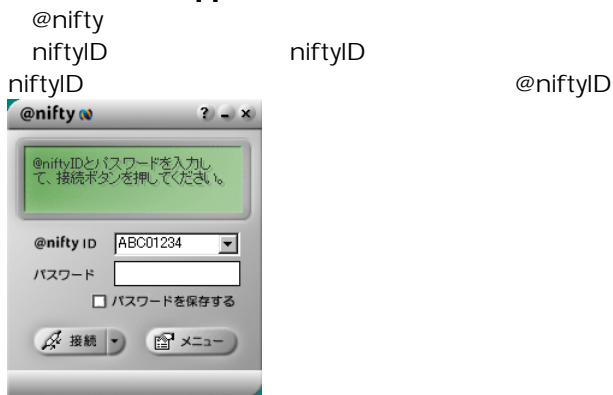 @nifty
niftyID niftyID
niftyID @niftyID
@nifty ? - ×
@niftyIDとパスワードを入力し
て、接続ボタンを押してください。
@nifty ID ABC01234
パスワード
パスワードを保存する
接続 メニュー